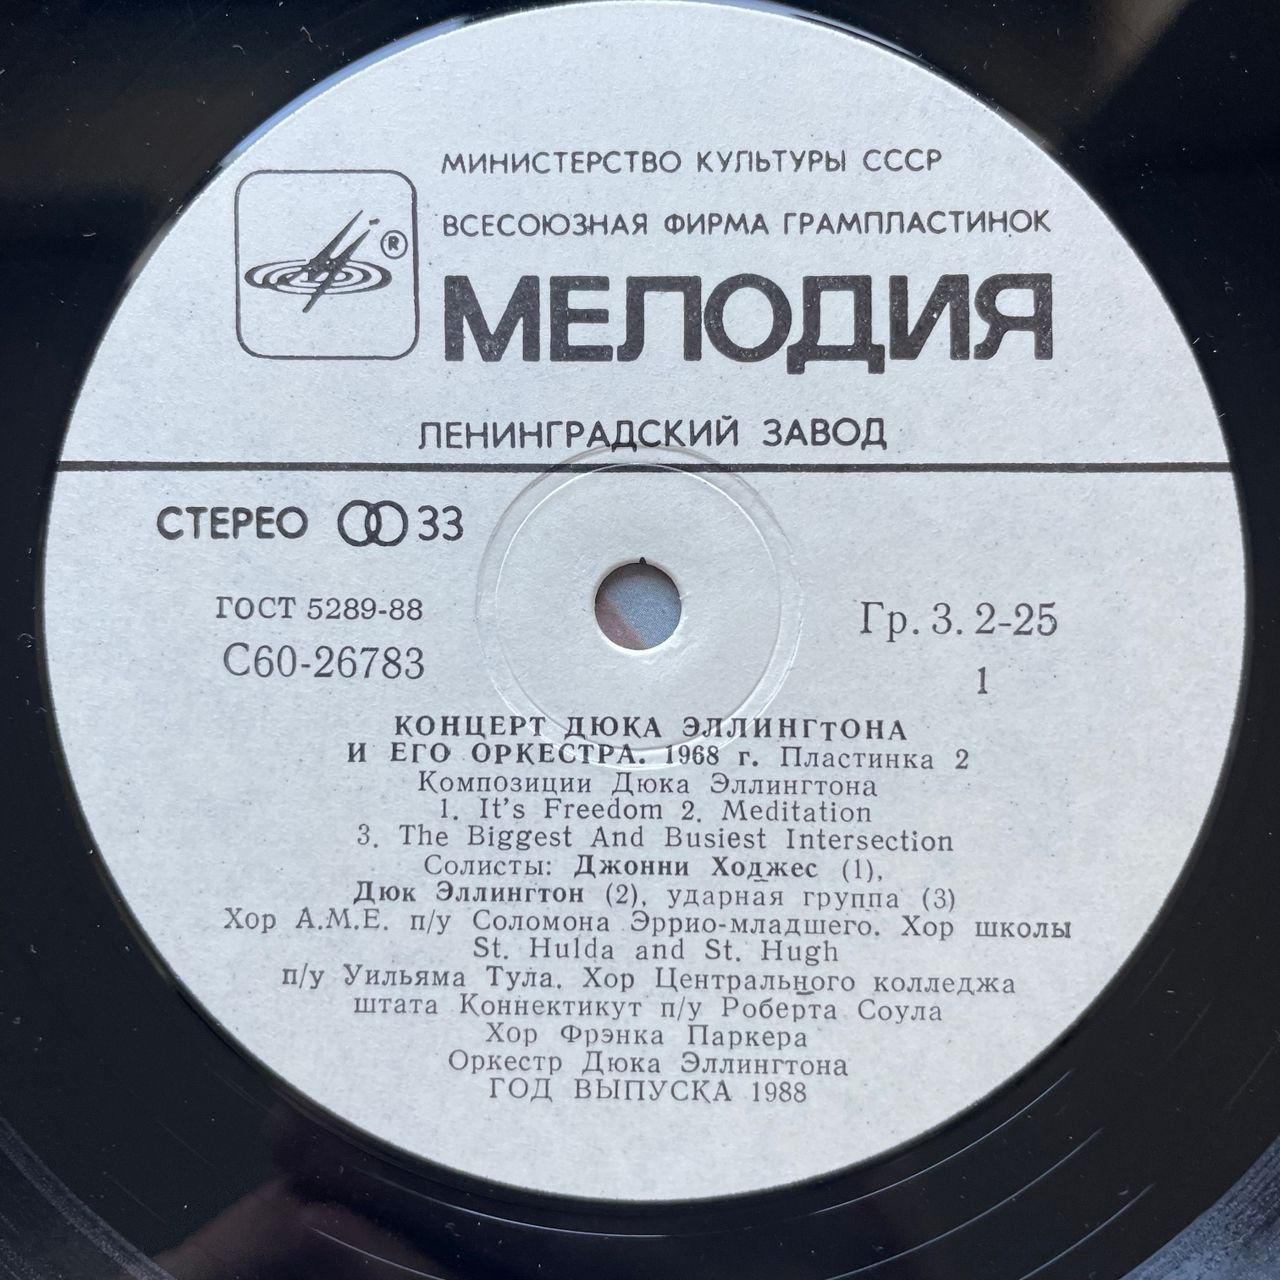 МИНИСТЕРСТВО КУЛЬТУРЫ СССР
ВСЕСОЮЗНАЯ ФИРМА ГРАМПЛАСТИНОК
®
МЕЛОДИЯ
ЛЕНИНГРАДСКИЙ ЗАВОД
СТЕРЕО 33
ГОСТ 5289-88
Гр. 3. 2-25
С60-26783
1
КОНЦЕРТ ДЮКА ЭЛЛИНГТОНА
И ЕГО ОРКЕСТРА. 1968 г. Пластинка 2
Композиции Дюка Эллингтона
1. It's Freedom 2. Meditation
3. The Biggest And Busiest Intersection
Солисты: Джонни Ходжес (1),
Дюк Эллингтон (2), ударная группа (3)
Хор А.М.Е. п/у Соломона Эррио-младшего. Хор школы
St. Hulda and St. Hugh
п/у Уильяма Тула. Хор Центрального колледжа
штата Коннектикут п/у Роберта Соула
Хор Фрэнка Паркера
Оркестр Дюка Эллингтона
ГОД ВЫПУСКА 1988